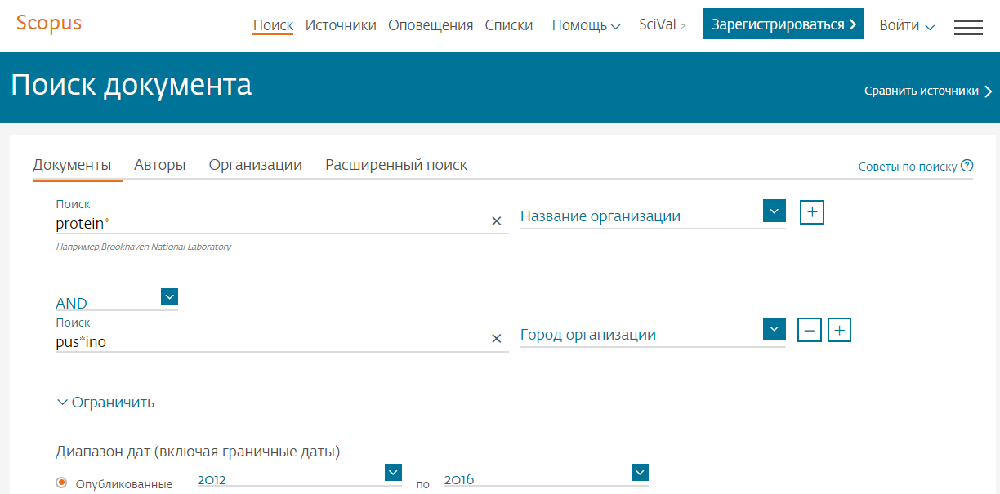 Scopus
Поиск Источники Оповещения Списки Помощь SciVal Зарегистрироваться Войти
Поиск документа
Сравнить источники
Документы Авторы Организации Расширенный поиск Советы по поиску ?
Поиск
protein* × Название организации +
Например,Brookhaven National Laboratory
AND
Поиск
pus*ino × Город организации − +
Ограничить
Диапазон дат (включая граничные даты)
Опубликованные 2012 по 2016